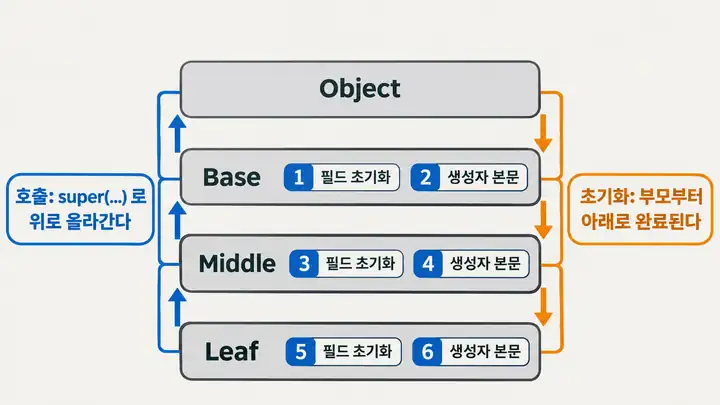 Object
호출: super(...) 로
위로 올라간다
Base 1 필드 초기화 2 생성자 본문
초기화: 부모부터
아래로 완료된다
Middle 3 필드 초기화 4 생성자 본문
Leaf 5 필드 초기화 6 생성자 본문